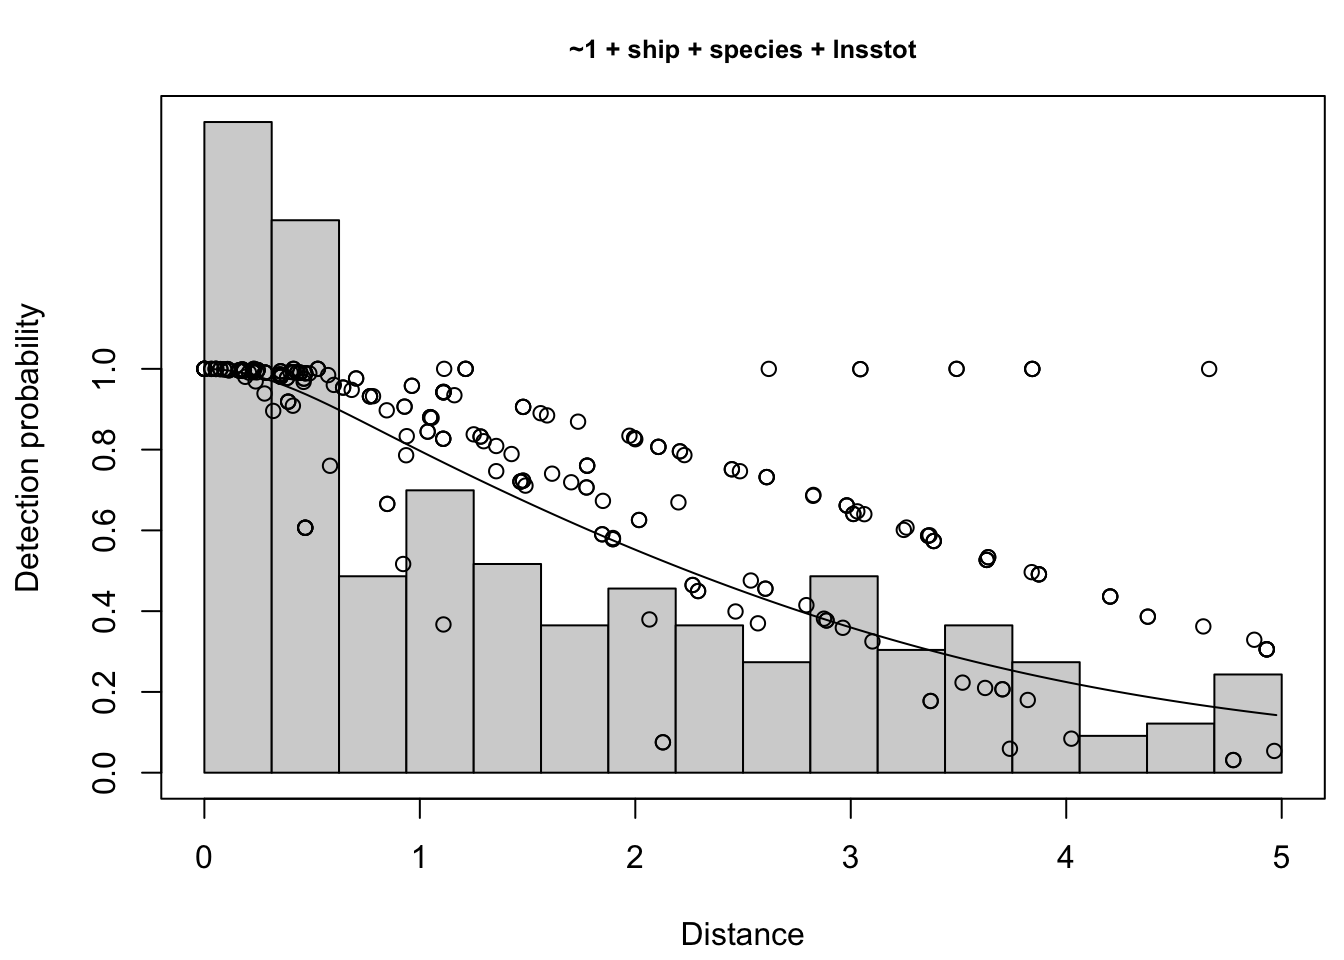 ~1 + ship + species + lnsstot
Detection probability
1.0
0.8
0.6
0.4
0.2
0.0
0 1 2 3 4 5
Distance